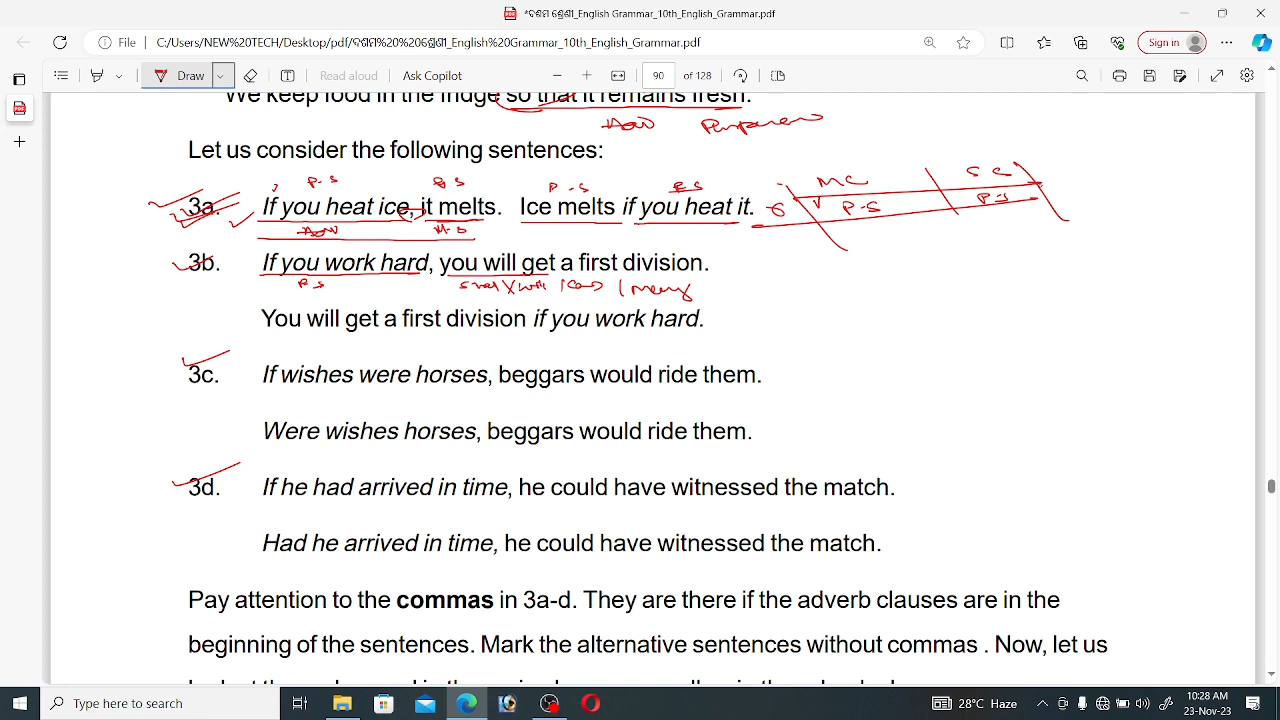 *૦૬૦ ૬૭૦_English Grammar_10th_English_Grammar.pdf
File C:/Users/NEW%20TECH/Desktop/pdf/ English Grammar_10th_English_Grammar.pdf Sign in
Draw Read aloud Ask Copilot 90 of 128
We keep food in the fridge so that it remains fresh.
Adv
Let us consider the following sentences:
P-S P-S MC S C
3a. If you heat ice, it melts. Ice melts if you heat it. P-S P-S
3b. If you work hard, you will get a first division.
P-S
You will get a first division if you work hard.
3c. If wishes were horses, beggars would ride them.
Were wishes horses, beggars would ride them.
3d. If he had arrived in time, he could have witnessed the match.
Had he arrived in time, he could have witnessed the match.
Pay attention to the commas in 3a-d. They are there if the adverb clauses are in the
beginning of the sentences. Mark the alternative sentences without commas . Now, let us
Type here to search 28°C Haze ENG 10:28 AM
23-Nov-23